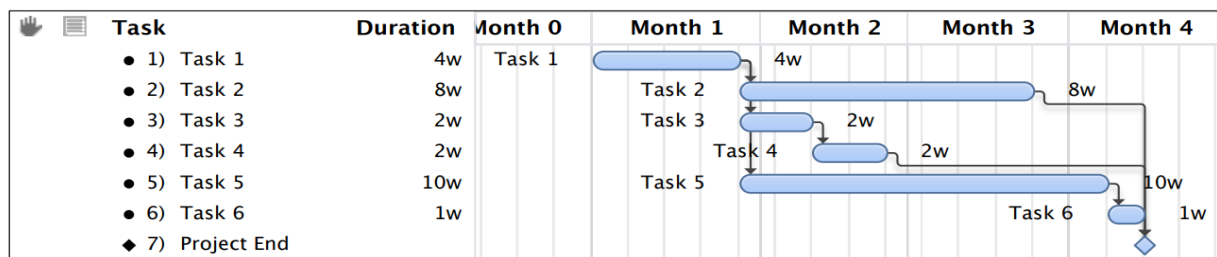 Task Duration Month 0 Month 1 Month 2 Month 3 Month 4
1) Task 1 4w Task 1 4w
2) Task 2 8w Task 2 8w
3) Task 3 2w Task 3 2w
4) Task 4 2w Task 4 2w
5) Task 5 10w Task 5 10w
6) Task 6 1w Task 6 1w
7) Project End